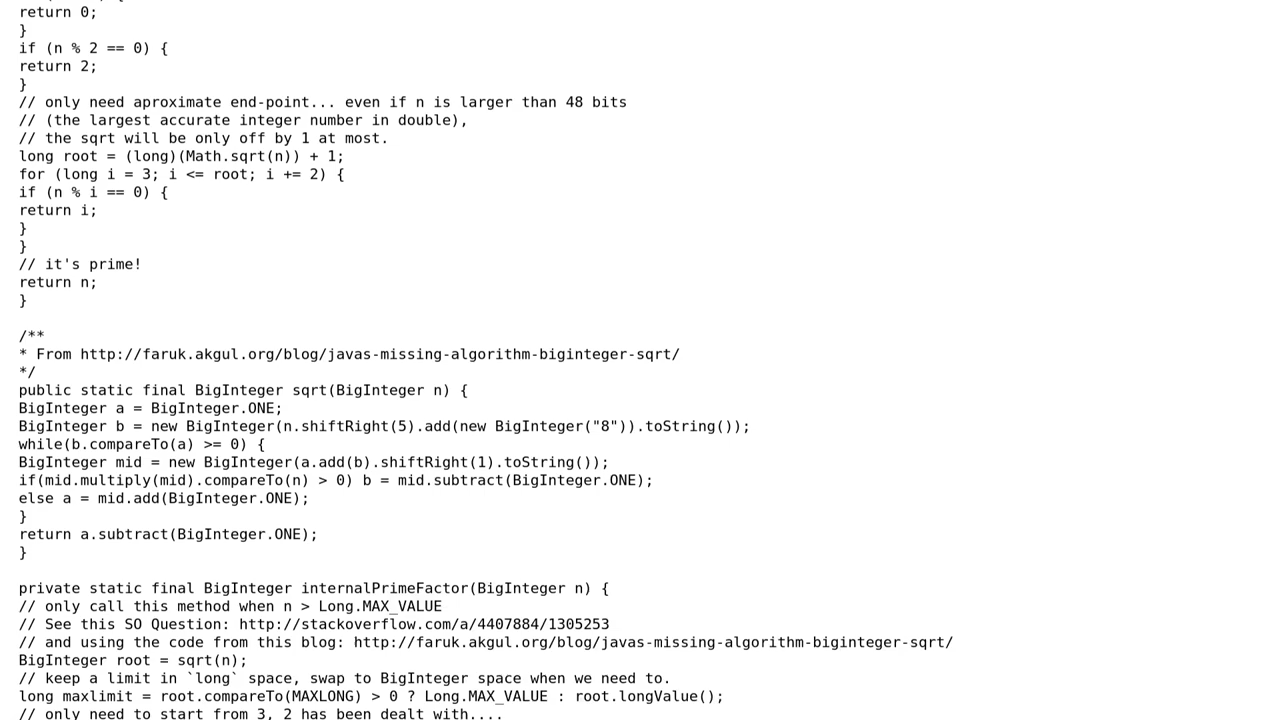 return 0;
}
if (n % 2 == 0) {
return 2;
}
// only need aproximate end-point... even if n is larger than 48 bits
// (the largest accurate integer number in double),
// the sqrt will be only off by 1 at most.
long root = (long)(Math.sqrt(n)) + 1;
for (long i = 3; i <= root; i += 2) {
if (n % i == 0) {
return i;
}
}
// it's prime!
return n;
}

/**
* From http://faruk.akgul.org/blog/javas-missing-algorithm-biginteger-sqrt/
*/
public static final BigInteger sqrt(BigInteger n) {
BigInteger a = BigInteger.ONE;
BigInteger b = new BigInteger(n.shiftRight(5).add(new BigInteger("8")).toString());
while(b.compareTo(a) >= 0) {
BigInteger mid = new BigInteger(a.add(b).shiftRight(1).toString());
if(mid.multiply(mid).compareTo(n) > 0) b = mid.subtract(BigInteger.ONE);
else a = mid.add(BigInteger.ONE);
}
return a.subtract(BigInteger.ONE);
}

private static final BigInteger internalPrimeFactor(BigInteger n) {
// only call this method when n > Long.MAX_VALUE
// See this SO Question: http://stackoverflow.com/a/4407884/1305253
// and using the code from this blog: http://faruk.akgul.org/blog/javas-missing-algorithm-biginteger-sqrt/
BigInteger root = sqrt(n);
// keep a limit in `long` space, swap to BigInteger space when we need to.
long maxlimit = root.compareTo(MAXLONG) > 0 ? Long.MAX_VALUE : root.longValue();
// only need to start from 3, 2 has been dealt with....